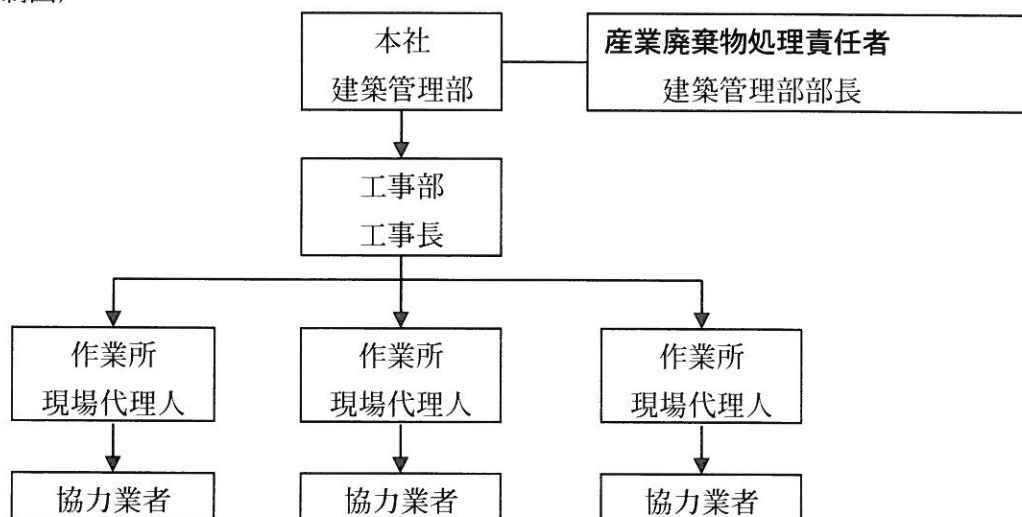 本社
建築管理部
産業廃棄物処理責任者
建築管理部部長
工事部
工事長
作業所
現場代理人
作業所
現場代理人
作業所
現場代理人
協力業者
協力業者
協力業者